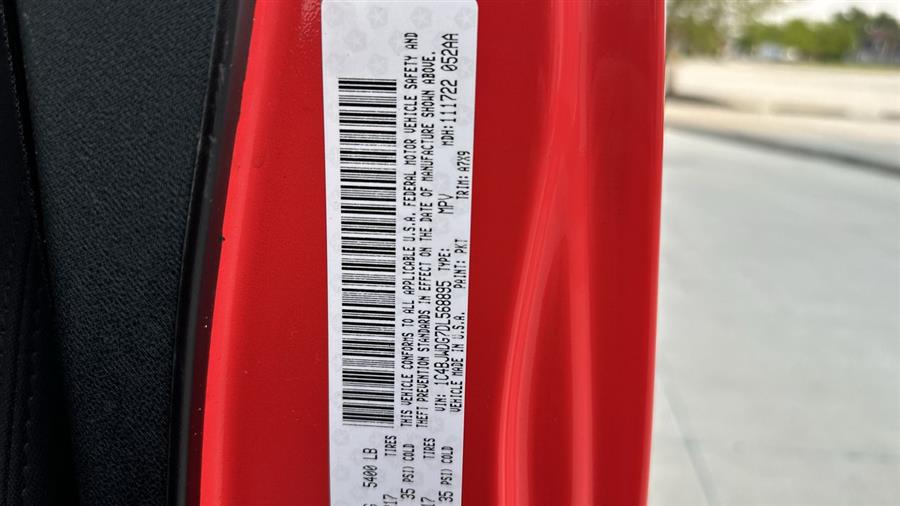 G 5400 LB
R17 TIRES
35 PSI) COLD
17 TIRES
35 PSI) COLD
THIS VEHICLE CONFORMS TO ALL APPLICABLE U.S.A. FEDERAL MOTOR VEHICLE SAFETY AND
THEFT PREVENTION STANDARDS IN EFFECT ON THE DATE OF MANUFACTURE SHOWN ABOVE.
VIN: 1C4BJWDG7DL568895 TYPE: MPV MDH:111722 052AA
VEHICLE MADE IN U.S.A. PAINT: PKT TRIM: A7X9